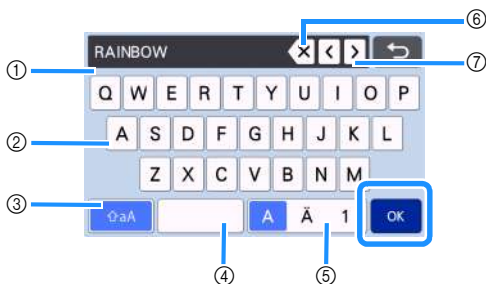 ⑥
RAINBOW
⑦
①
Q W E R T Y U I O P
②
A S D F G H J K L
Z X C V B N M
③
⇧aA A Ä 1 OK
④ ⑤